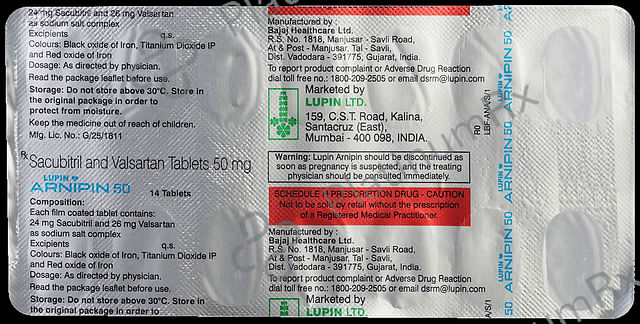 24 mg Sacubitril and 26 mg Valsartan
as sodium salt complex
Excipients q.s.
Colours: Black oxide of Iron, Titanium Dioxide IP
and Red oxide of Iron
Dosage: As directed by physician.
Read the package leaflet before use.
Storage: Do not store above 30°C. Store in
the original package in order to
protect from moisture.
Keep the medicine out of reach of children.
Mfg. Lic. No.: G/25/1811
Rx Sacubitril and Valsartan Tablets 50 mg
LUPIN
ARNIPIN 50
14 Tablets
Composition:
Each film coated tablet contains:
24 mg Sacubitril and 26 mg Valsartan
as sodium salt complex
Excipients q.s.
Colours: Black oxide of Iron, Titanium Dioxide IP
and Red oxide of Iron
Dosage: As directed by physician.
Read the package leaflet before use.
Storage: Do not store above 30°C. Store in
the original package in order to
Manufactured by :
Bajaj Healthcare Ltd.
R.S. No. 1818, Manjusar - Savli Road,
At & Post - Manjusar, Tal - Savli,
Dist. Vadodara - 391775, Gujarat, India.
To report product complaint or Adverse Drug Reaction
dial toll free no.: 1800-209-2505 or email dsrm@lupin.com
Marketed by
LUPIN LTD.
159, C.S.T. Road, Kalina,
Santacruz (East),
Mumbai - 400 098, INDIA.
Warning: Lupin Arnipin should be discontinued as
soon as pregnancy is suspected, and the treating
physician should be consulted immediately.
SCHEDULE H PRESCRIPTION DRUG - CAUTION
Not to be sold by retail without the prescription
of a Registered Medical Practitioner.
Manufactured by :
Bajaj Healthcare Ltd.
R.S. No. 1818, Manjusar - Savli Road,
At & Post - Manjusar, Tal - Savli,
Dist. Vadodara - 391775, Gujarat, India.
To report product complaint or Adverse Drug Reaction
dial toll free no.: 1800-209-2505 or email dsrm@lupin.com
Marketed by
LUPIN LTD.
R0
LBF-AMA/S/1
A/S/1
LUPIN
ARNIPIN 50
LUPIN
ARNIPIN 50
LUPIN
ARNIPIN 50
50